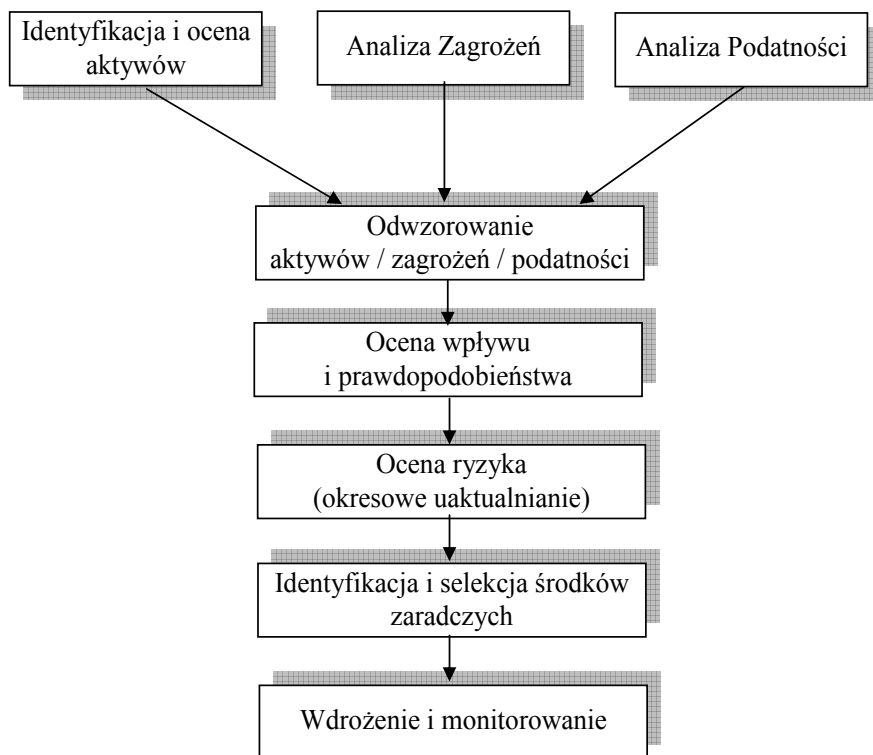 Identyfikacja i ocena
aktywów
Analiza Zagrożeń
Analiza Podatności
Odwzorowanie
aktywów / zagrożeń / podatności
Ocena wpływu
i prawdopodobieństwa
Ocena ryzyka
(okresowe uaktualnianie)
Identyfikacja i selekcja środków
zaradczych
Wdrożenie i monitorowanie